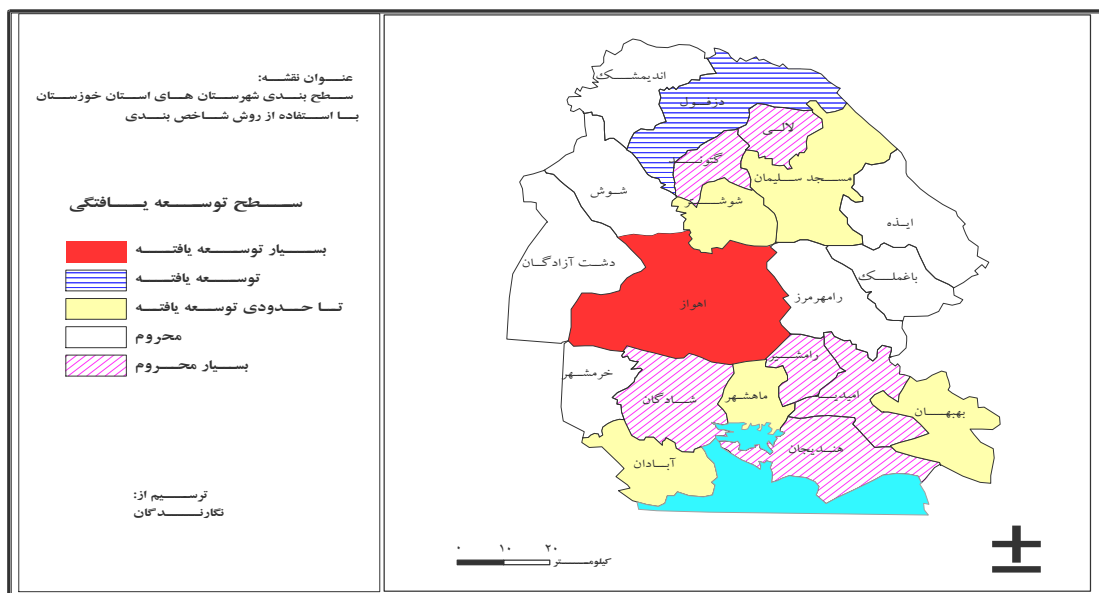 عنوان نقشه:
سطح بندی شهرستان های استان خوزستان
با استفاده از روش شاخص بندی
سطح توسعه یافتگی
بسیار توسعه یافته
توسعه یافته
تا حدودی توسعه یافته
محروم
بسیار محروم
ترسیم از:
نگارندگان
اندیمشک
دزفول
لالی
گتوند
مسجد سلیمان
شوش
شوشتر
ایذه
دشت آزادگان
باغملک
اهواز
رامهرمرز
رامشیر
خرمشهر
شادگان
ماهشهر
امیدیه
بهبهان
هندیجان
آبادان
۰ ۱۰ ۲۰
کیلومتر